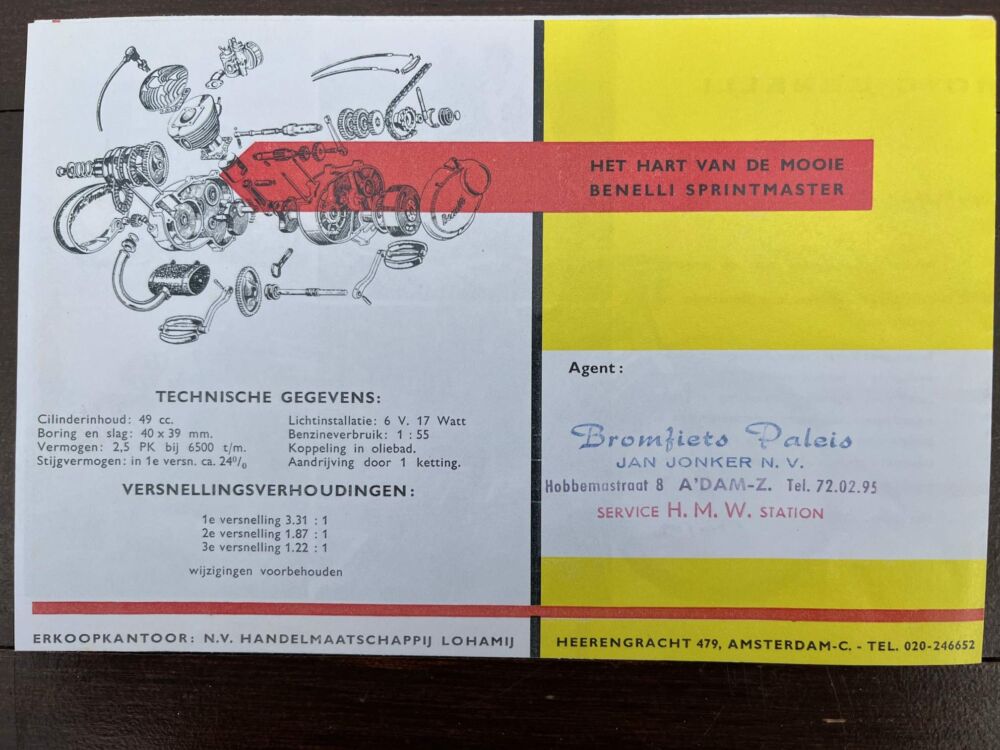 HET HART VAN DE MOOIE
BENELLI SPRINTMASTER
TECHNISCHE GEGEVENS:
Cilinderinhoud: 49 cc.
Boring en slag: 40 x 39 mm.
Vermogen: 2,5 PK bij 6500 t/m.
Stijgvermogen: in 1e versn. ca. 24%
Lichtinstallatie: 6 V. 17 Watt
Benzineverbruik: 1 : 55
Koppeling in oliebad.
Aandrijving door 1 ketting.
VERSNELLINGSVERHOUDINGEN:
1e versnelling 3.31 : 1
2e versnelling 1.87 : 1
3e versnelling 1.22 : 1
wijzigingen voorbehouden
ERKOOPKANTOOR: N.V. HANDELMAATSCHAPPIJ LOHAMIJ
Agent:
Bromfiets Paleis
JAN JONKER N. V.
Hobbemastraat 8 A'DAM-Z. Tel. 72.02.95
SERVICE H. M. W. STATION
HEERENGRACHT 479, AMSTERDAM-C. - TEL. 020-246652